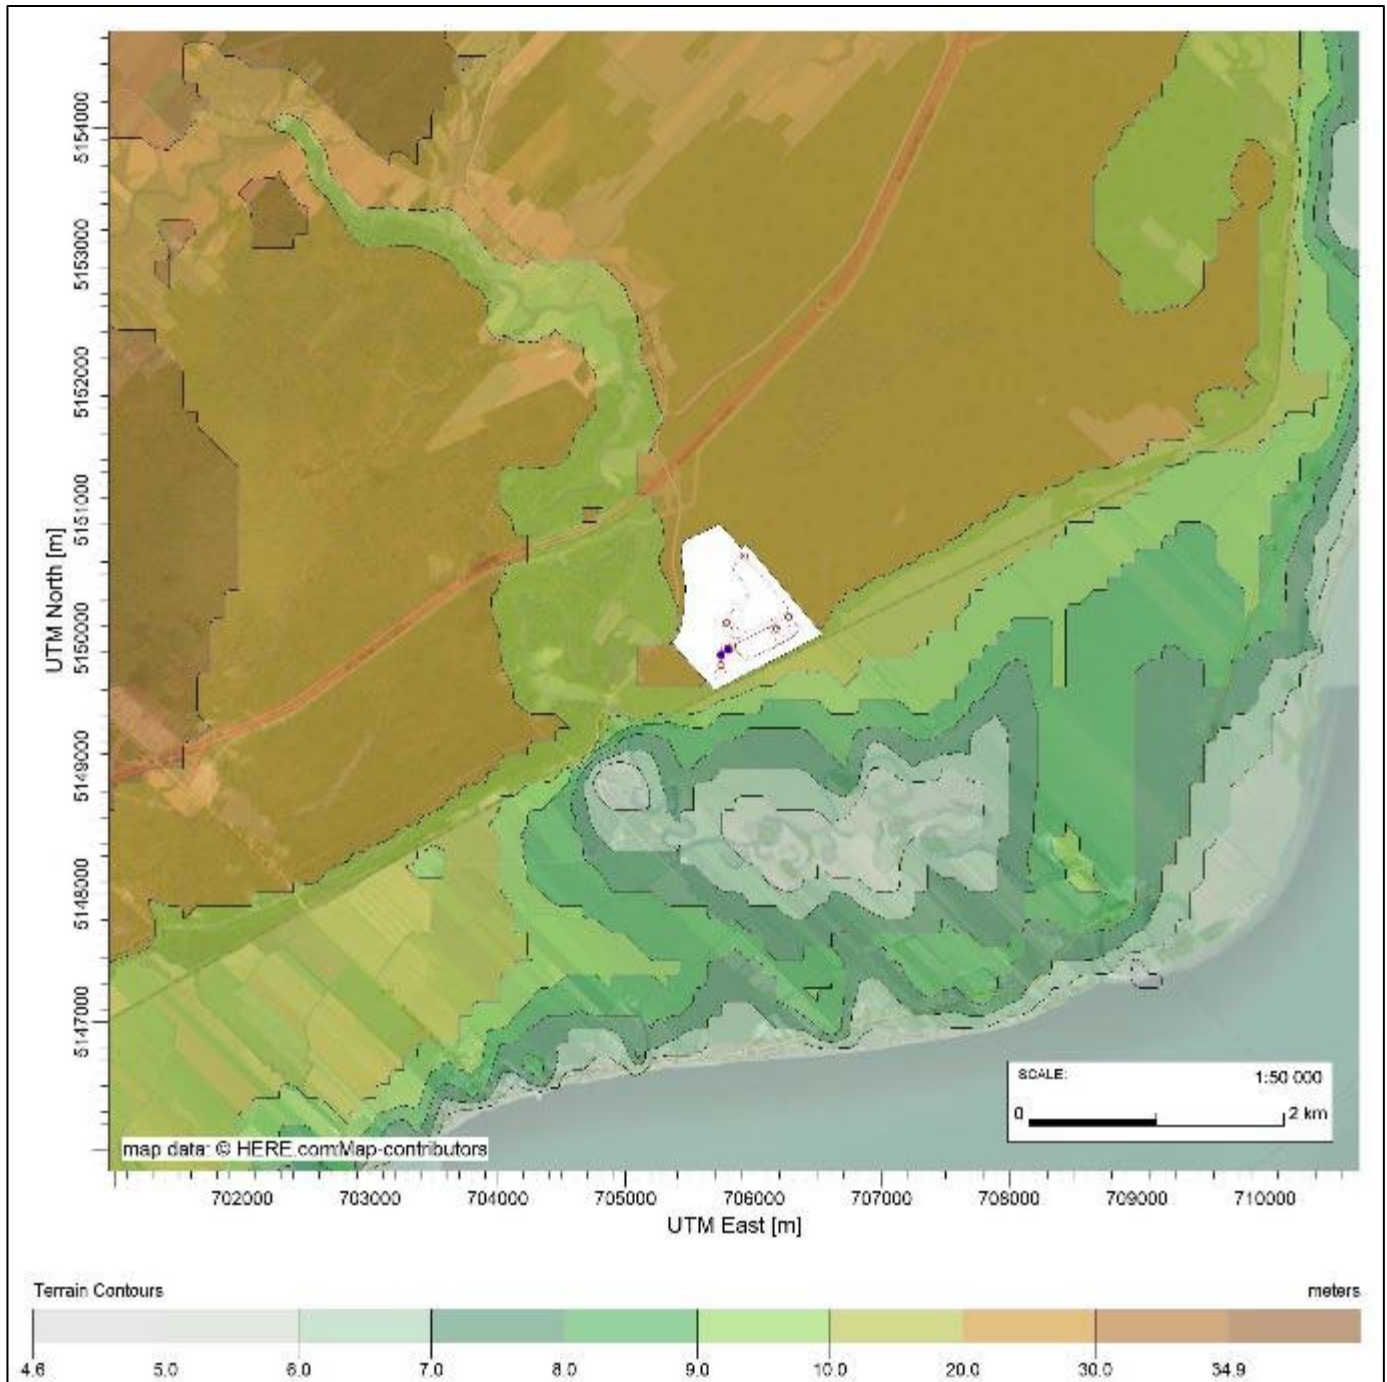 5154000
5153000
5152000
5151000
5150000
5149000
5148000
5147000
UTM North [m]
SCALE: 1:50 000
0 2 km
map data: © HERE.com:Map-contributors
702000 703000 704000 705000 706000 707000 708000 709000 710000
UTM East [m]
Terrain Contours meters
4.6 5.0 6.0 7.0 8.0 9.0 10.0 20.0 30.0 34.9